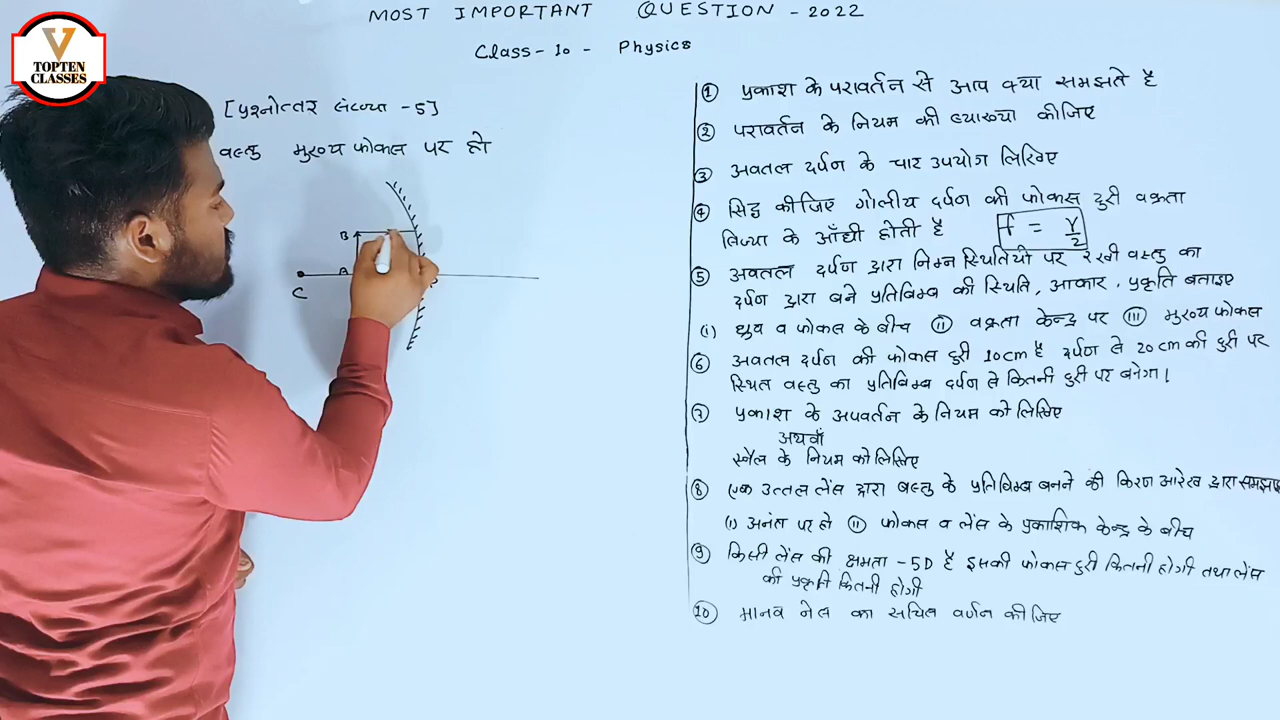 V
TOPTEN
CLASSES
MOST IMPORTANT QUESTION - 2022
Class - 10 - Physics
[प्रश्नोत्तर संख्या - 5]
वस्तु मुख्य फोकस पर हो
B
A
C
① प्रकाश के परावर्तन से आप क्या समझते है
② परावर्तन के नियम की व्याख्या कीजिए
③ अवतल दर्पण के चार उपयोग लिखिए
④ सिद्ध कीजिए गोलीय दर्पण की फोकस दुरी वक्रता
त्रिज्या के आँधी होती है f = r/2
⑤ अवतल दर्पण द्वारा निम्न स्थितियों पर रखी वस्तु का
दर्पण द्वारा बने प्रतिबिम्ब की स्थिति, आकार, प्रकृति बताइए
(i) ध्रुव व फोकस के बीच (ii) वक्रता केन्द्र पर (iii) मुख्य फोकस
⑥ अवतल दर्पण की फोकस दुरी 10cm है दर्पण से 20cm की दुरी पर
स्थित वस्तु का प्रतिबिम्ब दर्पण से कितनी दुरी पर बनेगा।
⑦ प्रकाश के अपवर्तन के नियम को लिखिए
अथवाँ
स्नैल के नियम को लिखिए
⑧ एक उत्तल लेंस द्वारा वस्तु के प्रतिबिम्ब बनने की किरण आरेख द्वारा समझाए
(i) अनंत पर हो (ii) फोकस व लेंस के प्रकाशिक केन्द्र के बीच
⑨ किसी लेंस की क्षमता -5D है इसकी फोकस दुरी कितनी होगी तथा लेंस
की प्रकृति कितनी होगी
⑩ मानव नेत्र का सचित्र वर्णन कीजिए